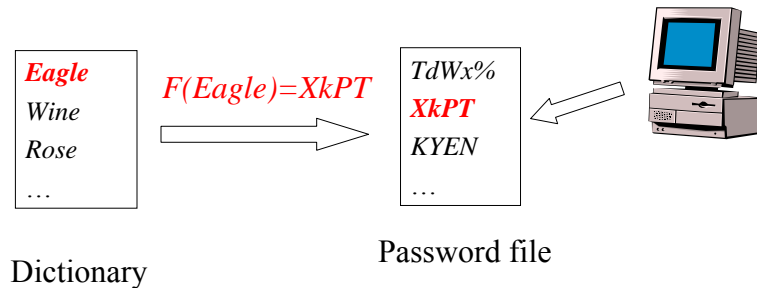 Eagle
Wine
Rose
…
Dictionary
F(Eagle)=XkPT
TdWx%
XkPT
KYEN
…
Password file